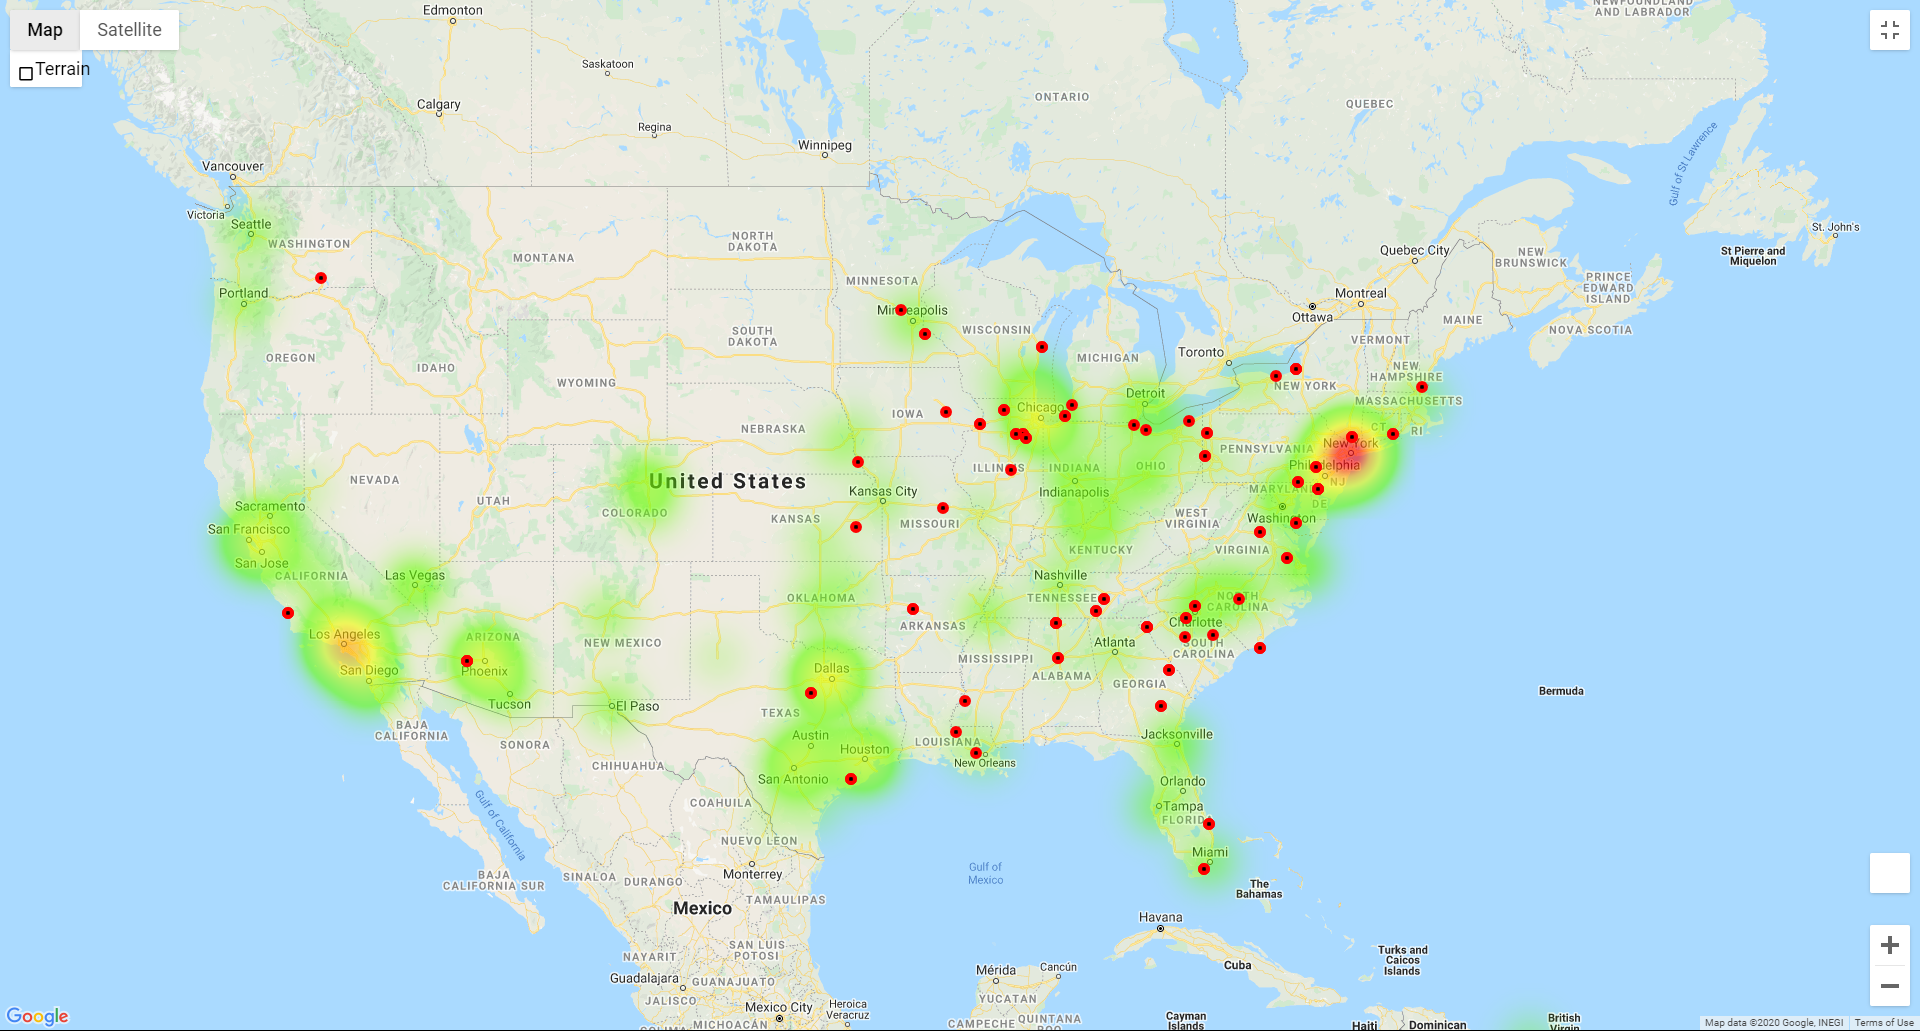 Map
Satellite
Terrain
Edmonton
NEWFOUNDLAND
AND LABRADOR
Saskatoon
Calgary
ONTARIO
QUEBEC
Regina
Winnipeg
Gulf of St Lawrence
Vancouver
Victoria
Seattle
WASHINGTON
NORTH
DAKOTA
MONTANA
St. John's
Quebec City
NEW
BRUNSWICK
St Pierre and
Miquelon
PRINCE
EDWARD
ISLAND
MINNESOTA
Portland
Montreal
Minneapolis
Ottawa
MAINE
NOVA SCOTIA
SOUTH
DAKOTA
WISCONSIN
VERMONT
Toronto
MICHIGAN
OREGON
IDAHO
WYOMING
NEW
HAMPSHIRE
NEW YORK
Detroit
MASSACHUSETTS
Chicago
IOWA
NEBRASKA
CT
RI
New York
PENNSYLVANIA
Philadelphia
ILLINOIS
INDIANA
OHIO
NEVADA
United States
NJ
MARYLAND
DE
Kansas City
Indianapolis
UTAH
Sacramento
COLORADO
KANSAS
MISSOURI
WEST
VIRGINIA
Washington
San Francisco
San Jose
KENTUCKY
VIRGINIA
CALIFORNIA
Las Vegas
Nashville
TENNESSEE
OKLAHOMA
NORTH
CAROLINA
Charlotte
ARKANSAS
Los Angeles
ARIZONA
NEW MEXICO
Atlanta
SOUTH
CAROLINA
MISSISSIPPI
San Diego
Phoenix
Dallas
ALABAMA
GEORGIA
Bermuda
Tucson
El Paso
TEXAS
BAJA
CALIFORNIA
SONORA
Austin
Houston
LOUISIANA
Jacksonville
New Orleans
CHIHUAHUA
San Antonio
Orlando
Tampa
FLORIDA
COAHUILA
Gulf of California
NUEVO LEON
Miami
Monterrey
Gulf of
Mexico
BAJA
CALIFORNIA SUR
SINALOA
DURANGO
The
Bahamas
TAMAULIPAS
Mexico
Havana
SAN LUIS
POTOSI
NAYARIT
Turks and
Caicos
Islands
Cuba
Mérida
Cancún
Guadalajara
GUANAJUATO
YUCATAN
JALISCO
Mexico City
Heroica
Veracruz
MICHOACÁN
CAMPECHE
QUINTANA
ROO
Cayman
Islands
Haiti
Dominican
British
Virgin
Google
Map data ©2020 Google, INEGI
Terms of Use